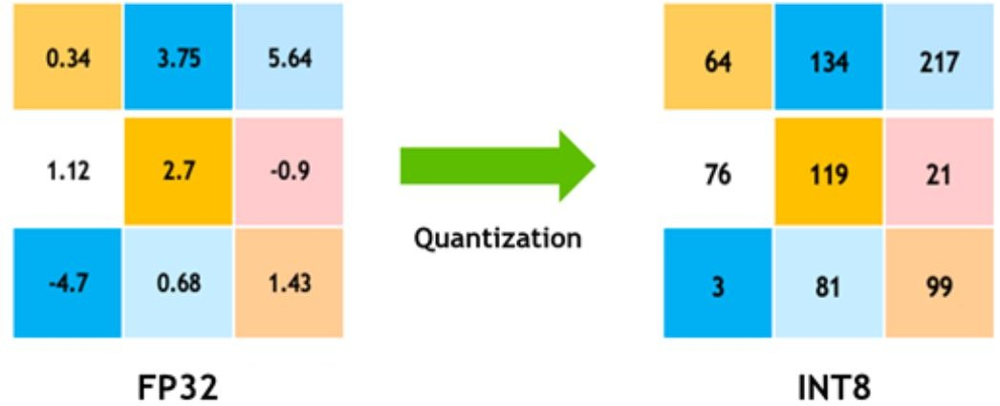 0.34 3.75 5.64
1.12 2.7 -0.9
-4.7 0.68 1.43
FP32
Quantization
64 134 217
76 119 21
3 81 99
INT8